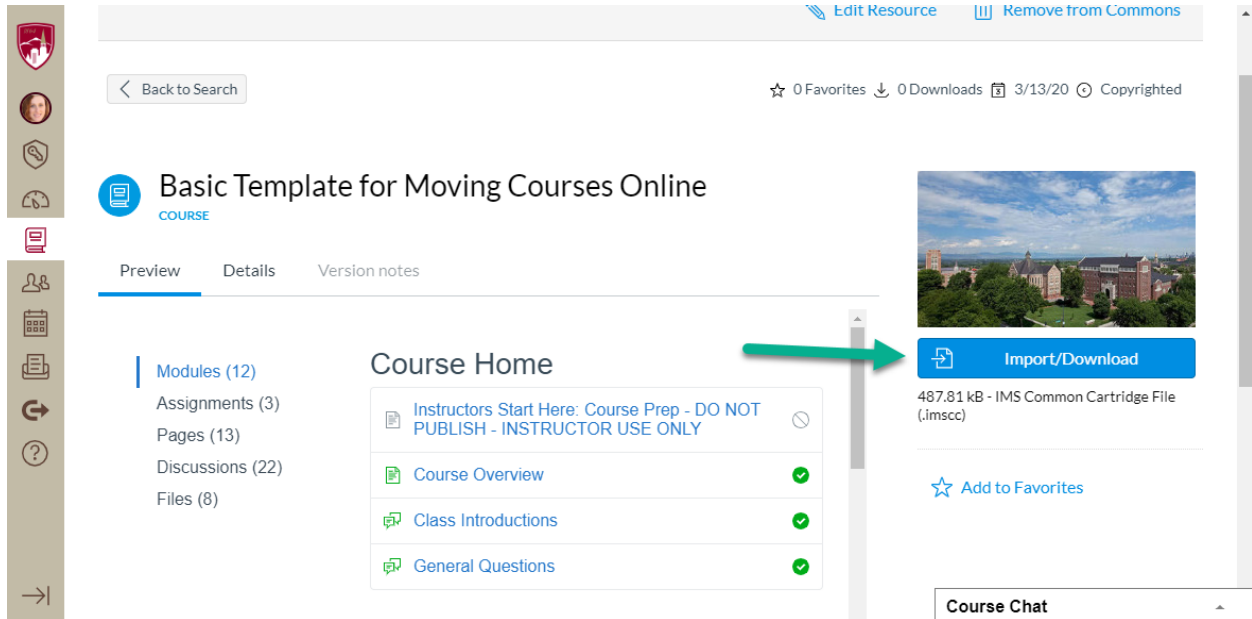 Edit Resource
Remove from Commons
Back to Search
0 Favorites
0 Downloads
3/13/20
Copyrighted
Basic Template for Moving Courses Online
COURSE
Preview
Details
Version notes
Modules (12)
Assignments (3)
Pages (13)
Discussions (22)
Files (8)
Course Home
Instructors Start Here: Course Prep - DO NOT
PUBLISH - INSTRUCTOR USE ONLY
Course Overview
Class Introductions
General Questions
Import/Download
487.81 kB - IMS Common Cartridge File
(.imscc)
Add to Favorites
Course Chat